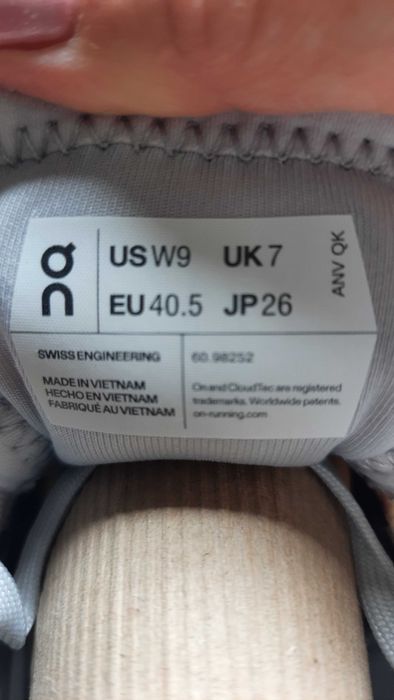 on
US W9 UK 7
EU 40.5 JP 26
ANV QK
SWISS ENGINEERING
60.98252
MADE IN VIETNAM
HECHO EN VIETNAM
FABRIQUÉ AU VIETNAM
On and CloudTec are registered
trademarks. Worldwide patents.
on-running.com